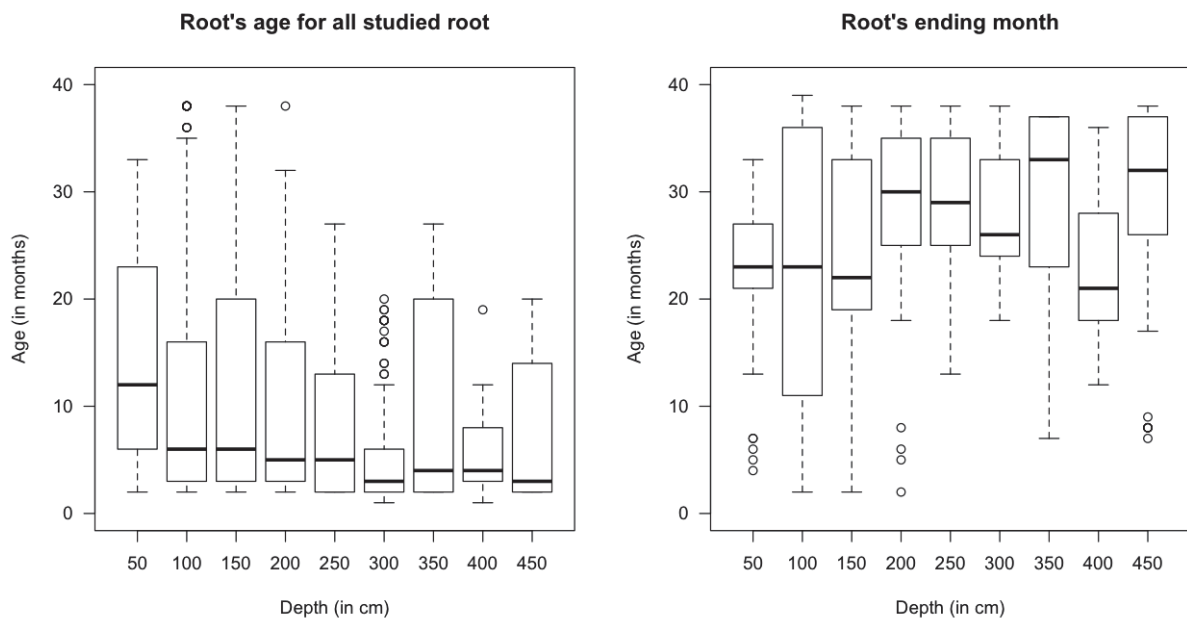 Root's age for all studied root
Age (in months)
40
30
20
10
0
50 100 150 200 250 300 350 400 450
Depth (in cm)
Root's ending month
Age (in months)
40
30
20
10
0
50 100 150 200 250 300 350 400 450
Depth (in cm)